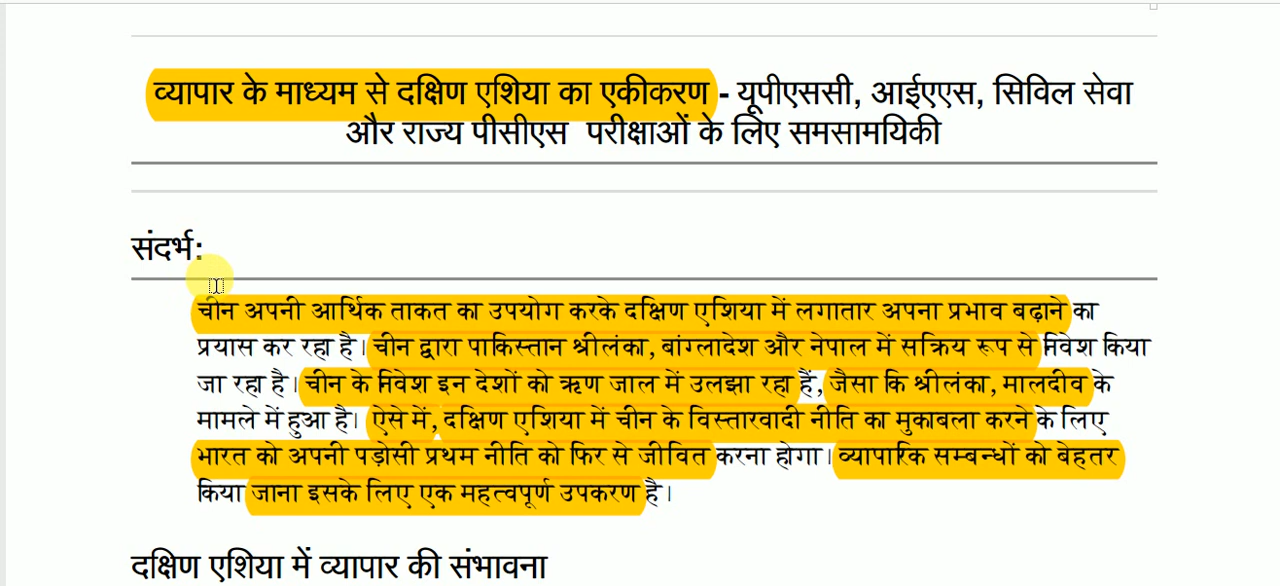 व्यापार के माध्यम से दक्षिण एशिया का एकीकरण - यूपीएससी, आईएएस, सिविल सेवा
और राज्य पीसीएस परीक्षाओं के लिए समसामयिकी
संदर्भ:
चीन अपनी आर्थिक ताकत का उपयोग करके दक्षिण एशिया में लगातार अपना प्रभाव बढ़ाने का
प्रयास कर रहा है। चीन द्वारा पाकिस्तान श्रीलंका, बांग्लादेश और नेपाल में सक्रिय रूप से निवेश किया
जा रहा है। चीन के निवेश इन देशों को ऋण जाल में उलझा रहा हैं, जैसा कि श्रीलंका, मालदीव के
मामले में हुआ है। ऐसे में, दक्षिण एशिया में चीन के विस्तारवादी नीति का मुकाबला करने के लिए
भारत को अपनी पड़ोसी प्रथम नीति को फिर से जीवित करना होगा। व्यापारिक सम्बन्धों को बेहतर
किया जाना इसके लिए एक महत्वपूर्ण उपकरण है।
दक्षिण एशिया में व्यापार की संभावना